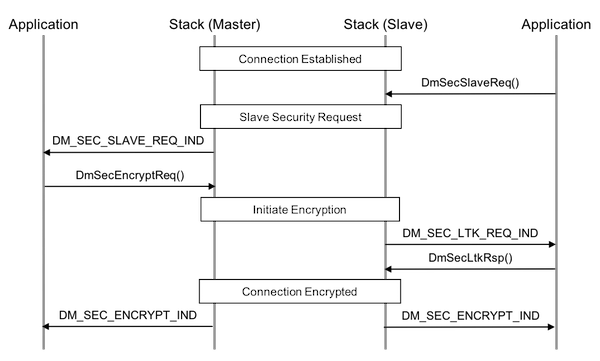 Application Stack (Master) Stack (Slave) Application
Connection Established
DmSecSlaveReq()
Slave Security Request
DM_SEC_SLAVE_REQ_IND
DmSecEncryptReq()
Initiate Encryption
DM_SEC_LTK_REQ_IND
DmSecLtkRsp()
Connection Encrypted
DM_SEC_ENCRYPT_IND DM_SEC_ENCRYPT_IND